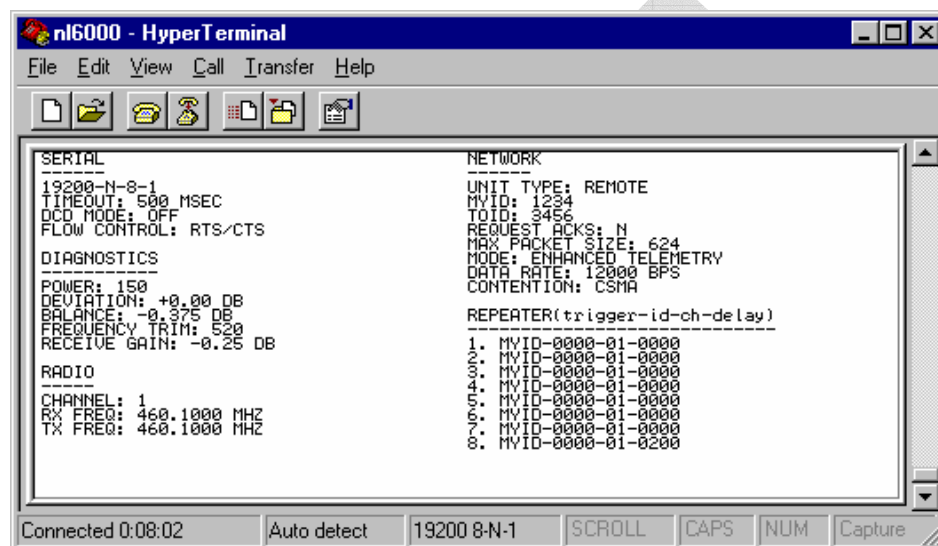 nl6000 - HyperTerminal
File Edit View Call Transfer Help
SERIAL
------
19200-N-8-1
TIMEOUT: 500 MSEC
DCD MODE: OFF
FLOW CONTROL: RTS/CTS
DIAGNOSTICS
-----------
POWER: 150
DEVIATION: +0.00 DB
BALANCE: -0.375 DB
FREQUENCY TRIM: 520
RECEIVE GAIN: -0.25 DB
RADIO
-----
CHANNEL: 1
RX FREQ: 460.1000 MHZ
TX FREQ: 460.1000 MHZ
NETWORK
------
UNIT TYPE: REMOTE
MYID: 1234
TOID: 3456
REQUEST ACKS: N
MAX PACKET SIZE: 624
MODE: ENHANCED TELEMETRY
DATA RATE: 12000 BPS
CONTENTION: CSMA
REPEATER(trigger-id-ch-delay)
-----------------------------
1. MYID-0000-01-0000
2. MYID-0000-01-0000
3. MYID-0000-01-0000
4. MYID-0000-01-0000
5. MYID-0000-01-0000
6. MYID-0000-01-0000
7. MYID-0000-01-0000
8. MYID-0000-01-0200
Connected 0:08:02 Auto detect 19200 8-N-1 SCROLL CAPS NUM Capture